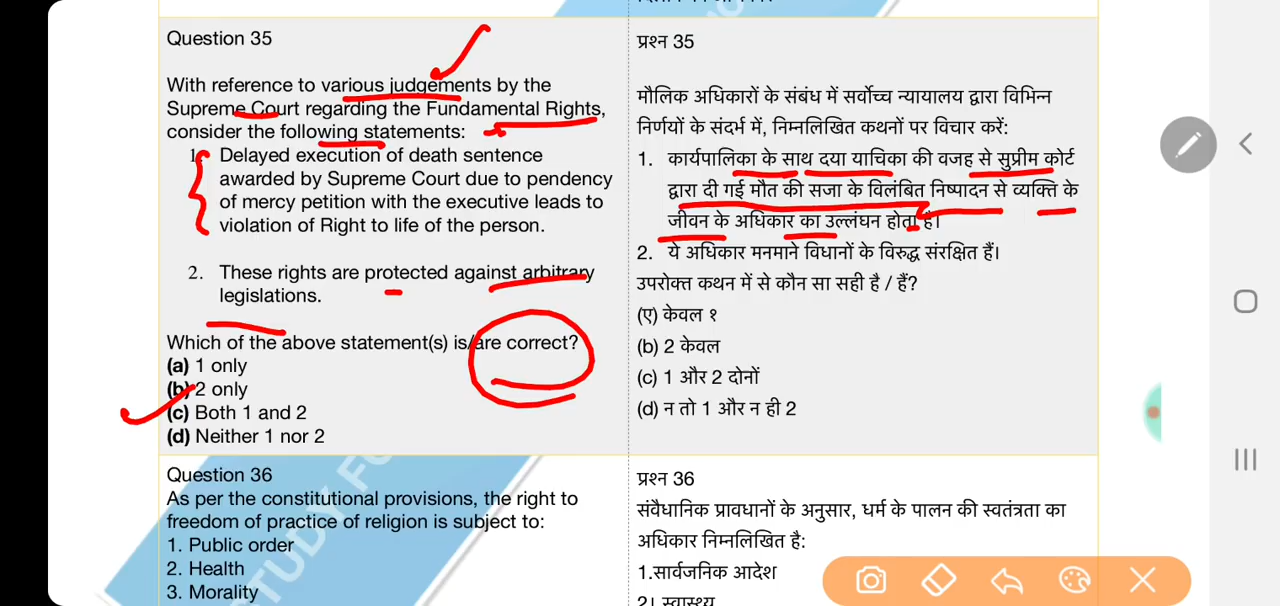 Question 35
With reference to various judgements by the
Supreme Court regarding the Fundamental Rights,
consider the following statements:
1. Delayed execution of death sentence
awarded by Supreme Court due to pendency
of mercy petition with the executive leads to
violation of Right to life of the person.
2. These rights are protected against arbitrary
legislations.
Which of the above statement(s) is/are correct?
(a) 1 only
(b) 2 only
(c) Both 1 and 2
(d) Neither 1 nor 2
प्रश्न 35
मौलिक अधिकारों के संबंध में सर्वोच्च न्यायालय द्वारा विभिन्न
निर्णयों के संदर्भ में, निम्नलिखित कथनों पर विचार करें:
1. कार्यपालिका के साथ दया याचिका की वजह से सुप्रीम कोर्ट
द्वारा दी गई मौत की सजा के विलंबित निष्पादन से व्यक्ति के
जीवन के अधिकार का उल्लंघन होता है।
2. ये अधिकार मनमाने विधानों के विरुद्ध संरक्षित हैं।
उपरोक्त कथन में से कौन सा सही है / हैं?
(ए) केवल १
(b) 2 केवल
(c) 1 और 2 दोनों
(d) न तो 1 और न ही 2
Question 36
As per the constitutional provisions, the right to
freedom of practice of religion is subject to:
1. Public order
2. Health
3. Morality
प्रश्न 36
संवैधानिक प्रावधानों के अनुसार, धर्म के पालन की स्वतंत्रता का
अधिकार निम्नलिखित है:
1.सार्वजनिक आदेश
2। स्वास्थ्य
STUDY FO